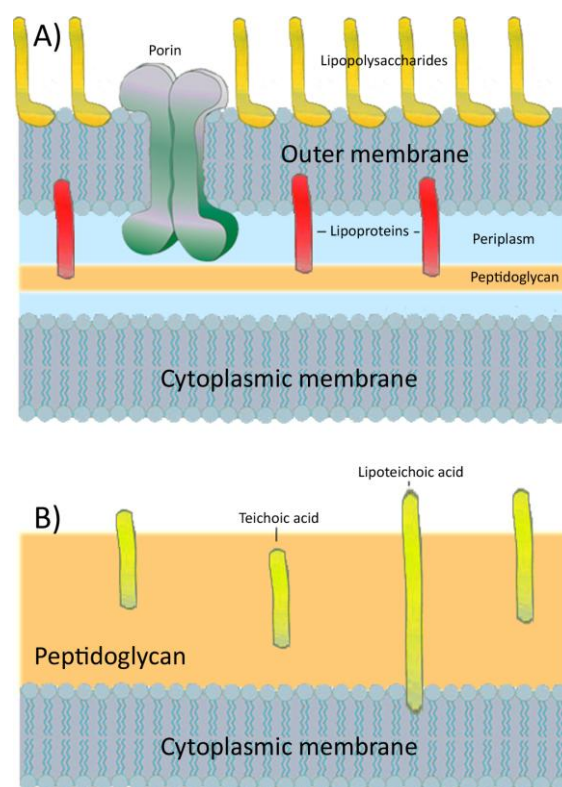 A)
Porin
Lipopolysaccharides
Outer membrane
Lipoproteins
Periplasm
Peptidoglycan
Cytoplasmic membrane
B)
Lipoteichoic acid
Teichoic acid
Peptidoglycan
Cytoplasmic membrane